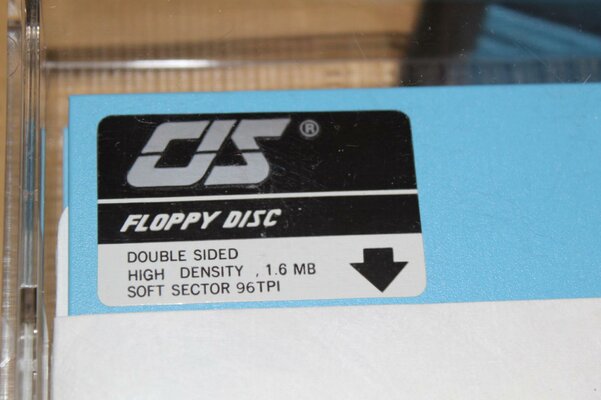 CIS®
FLOPPY DISC
DOUBLE SIDED
HIGH DENSITY , 1.6 MB
SOFT SECTOR 96TPI